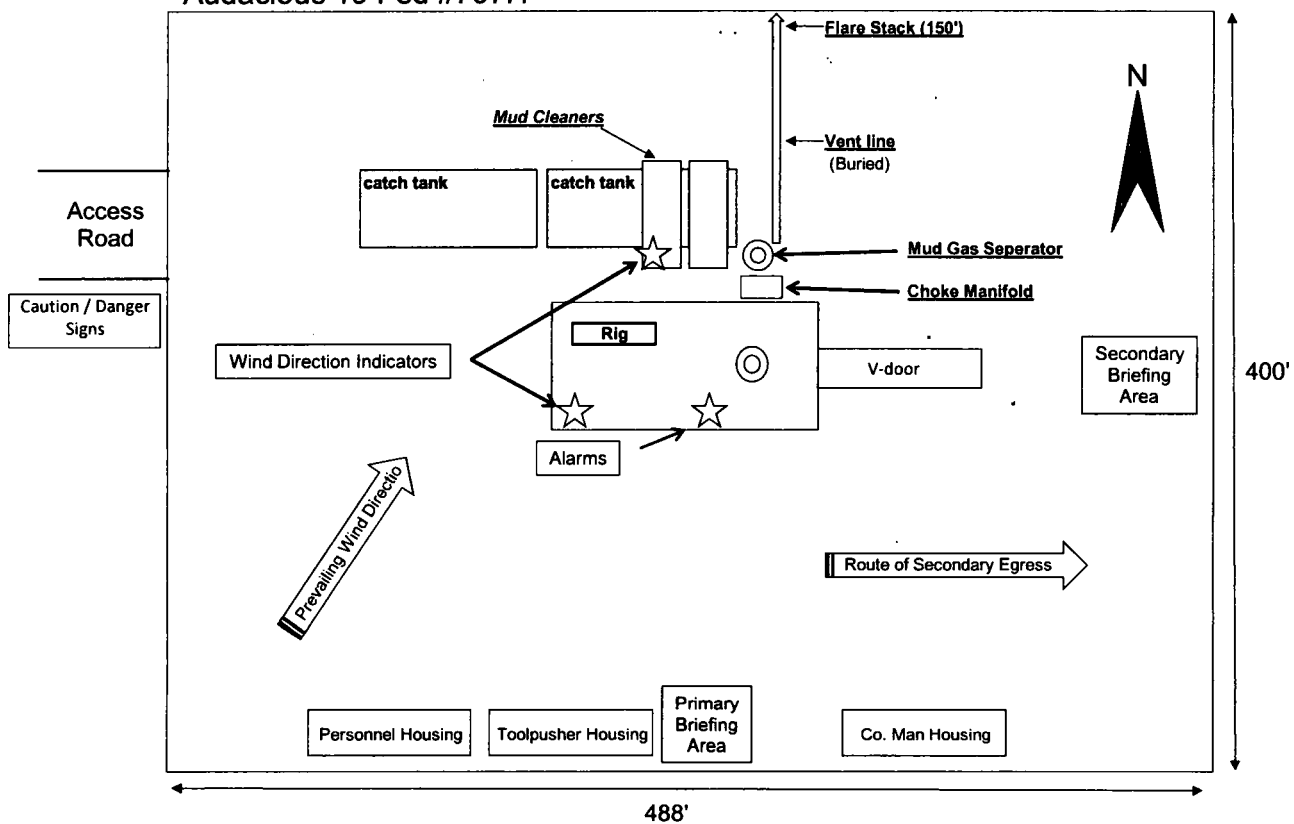 Flare Stack (150')
N
Mud Cleaners
Vent line
(Buried)
catch tank
catch tank
Access
Road
Mud Gas Seperator
Choke Manifold
Caution / Danger
Signs
Rig
Wind Direction Indicators
V-door
Secondary
Briefing
Area
400'
Alarms
Prevailing Wind Directio
Route of Secondary Egress
Personnel Housing
Toolpusher Housing
Primary
Briefing
Area
Co. Man Housing
488'